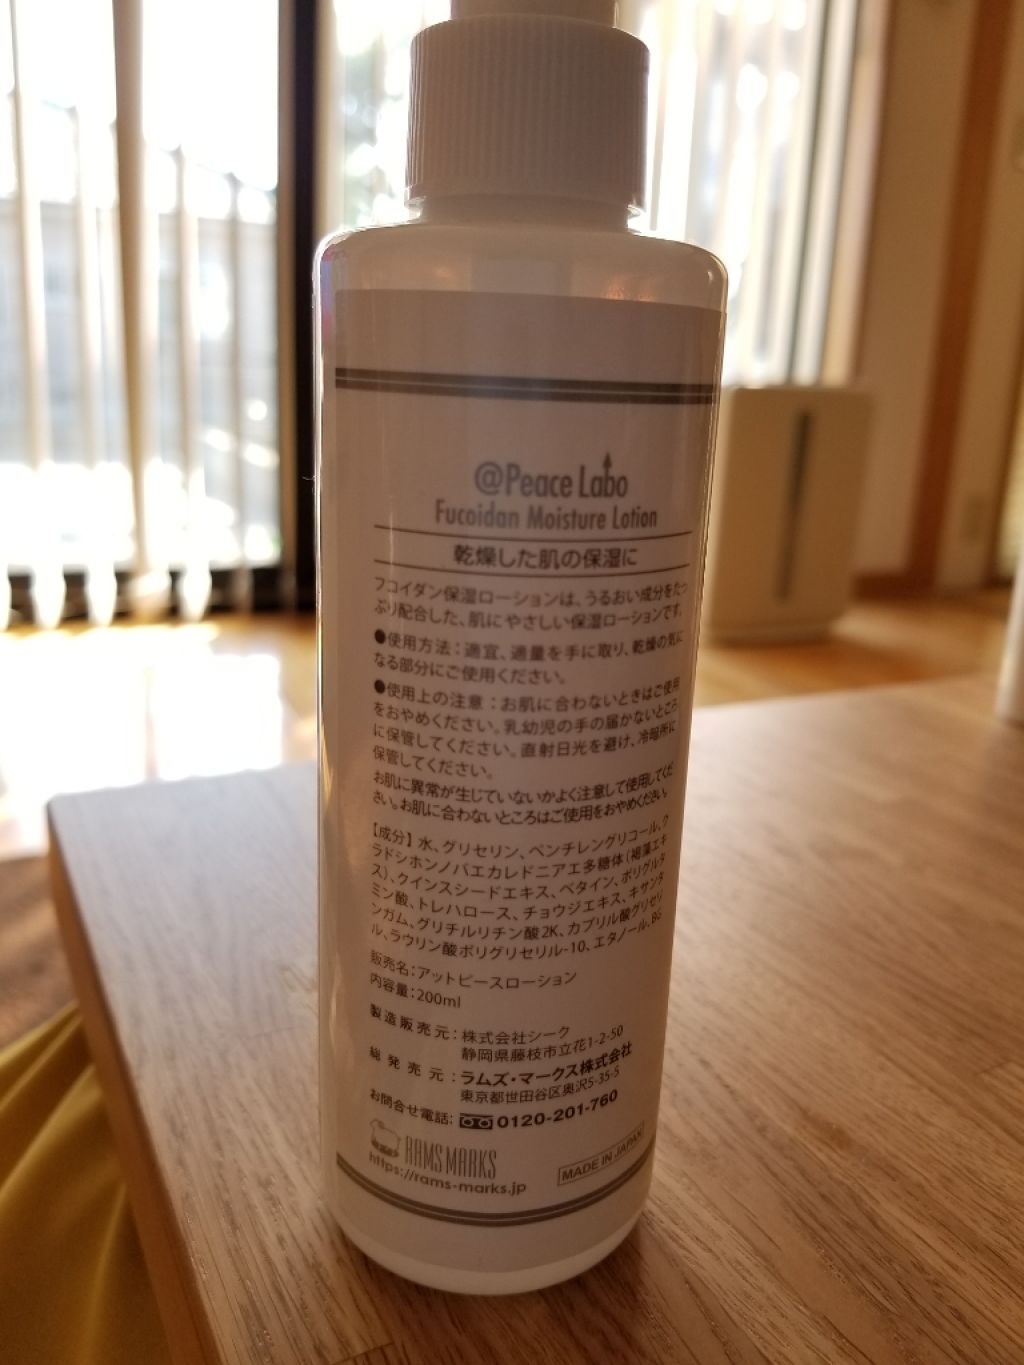 @Peace Labo
Fucoidan Moisture Lotion
乾燥した肌の保湿に
フコイダン保湿ローションは、うるおい成分をたっ
ぷり配合した、肌にやさしい保湿ローションです。
●使用方法：適宜、適量を手に取り、乾燥の気に
なる部分にご使用ください。
●使用上の注意：お肌に合わないときはご使用
をおやめください。乳幼児の手の届かないところ
に保管してください。直射日光を避け、冷暗所に
保管してください。
お肌に異常が生じていないかよく注意して使用してくだ
さい。お肌に合わないところはご使用をおやめください。
【成分】水、グリセリン、ペンチレングリコール、ク
ラドシホンノバエカレドニアエ多糖体（褐藻エキ
ス）、クインスシードエキス、ベタイン、ポリグルタ
ミン酸、トレハロース、チョウジエキス、キサンタ
ンガム、グリチルリチン酸2K、カプリル酸グリセリ
ル、ラウリン酸ポリグリセリル-10、エタノール、BG
販売名：アットピースローション
内容量：200ml
製造販売元：株式会社シーク
静岡県藤枝市立花1-2-50
総発売元：ラムズ・マークス株式会社
東京都世田谷区奥沢5-35-5
お問合せ電話：0120-201-760
RAMS MARKS
https://rams-marks.jp
MADE IN JAPAN